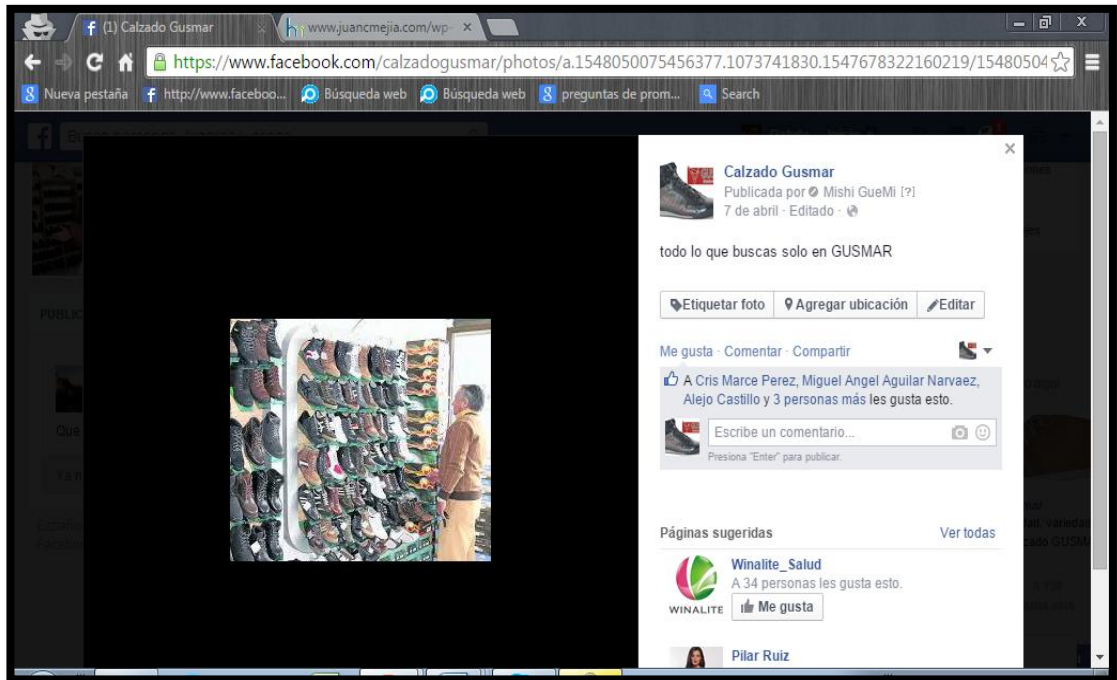 (1) Calzado Gusmar
www.juancmejia.com/wp-
https://www.facebook.com/calzadogusmar/photos/a.1548050075456377.1073741830.1547678322160219/15480504
Nueva pestaña
http://www.faceboo...
Búsqueda web
Búsqueda web
preguntas de prom...
Search
Calzado Gusmar
Publicada por Mishi GueMi [?]
7 de abril · Editado ·
todo lo que buscas solo en GUSMAR
Etiquetar foto
Agregar ubicación
Editar
Me gusta · Comentar · Compartir
A Cris Marce Perez, Miguel Angel Aguilar Narvaez,
Alejo Castillo y 3 personas más les gusta esto.
Escribe un comentario...
Presiona "Enter" para publicar.
Páginas sugeridas
Ver todas
Winalite_Salud
A 34 personas les gusta esto.
WINALITE
Me gusta
Pilar Ruiz